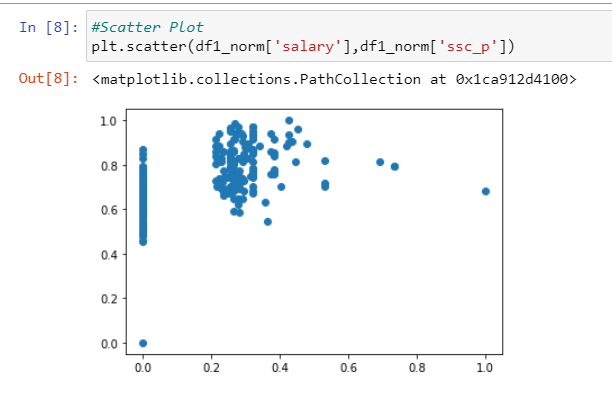 In [8]: #Scatter Plot
plt.scatter(df1_norm['salary'],df1_norm['ssc_p'])
Out[8]: <matplotlib.collections.PathCollection at 0x1ca912d4100>
1.0
0.8
0.6
0.4
0.2
0.0
0.0 0.2 0.4 0.6 0.8 1.0